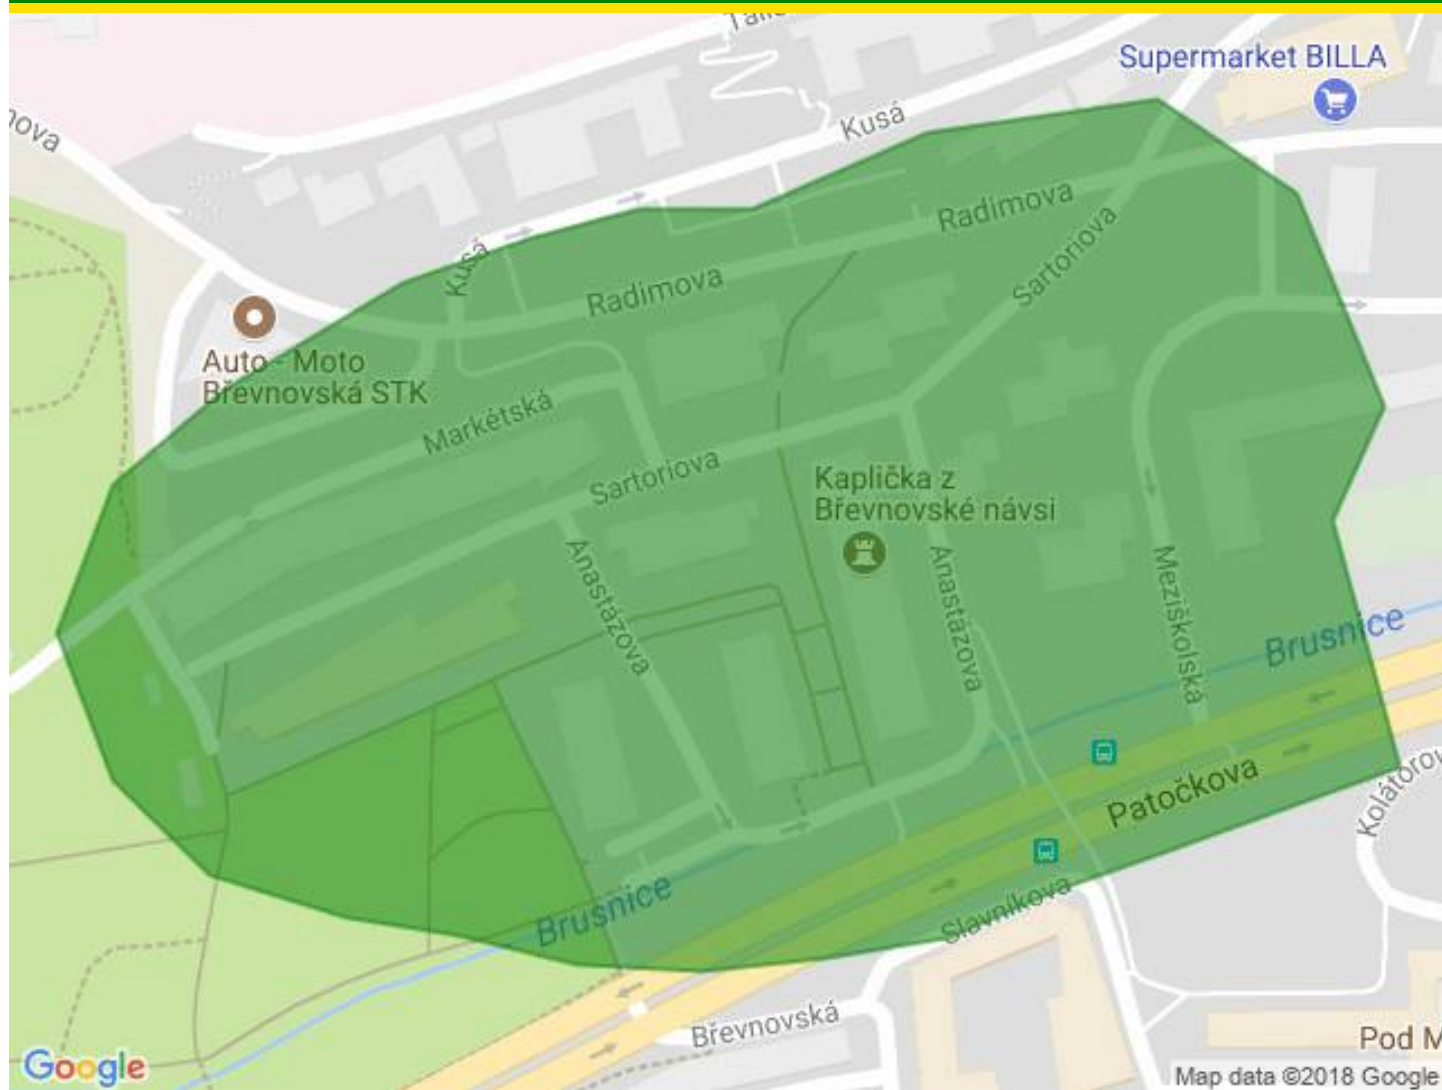 Supermarket BILLA
Kusá
Radimova
Sartoriova
Kusá
Radimova
Auto - Moto
Břevnovská STK
Markétská
Sartoriova
Kaplička z
Břevnovské návsi
Anastázova
Anastázova
Meziškolská
Brusnice
Patočkova
Brusnice
Slavníkova
Břevnovská
Google
Map data ©2018 Google